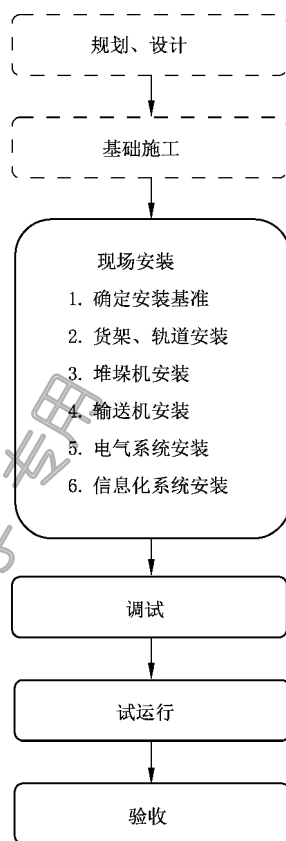 规划、设计
基础施工
现场安装
1. 确定安装基准
2. 货架、轨道安装
3. 堆垛机安装
4. 输送机安装
5. 电气系统安装
6. 信息化系统安装
专用
调试
试运行
验收